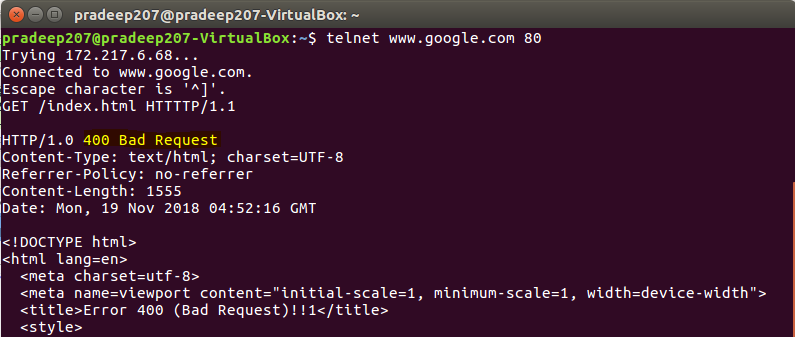 pradeep207@pradeep207-VirtualBox: ~
pradeep207@pradeep207-VirtualBox:~$ telnet www.google.com 80
Trying 172.217.6.68...
Connected to www.google.com.
Escape character is '^]'.
GET /index.html HTTTTP/1.1
HTTP/1.0 400 Bad Request
Content-Type: text/html; charset=UTF-8
Referrer-Policy: no-referrer
Content-Length: 1555
Date: Mon, 19 Nov 2018 04:52:16 GMT
<!DOCTYPE html>
<html lang=en>
  <meta charset=utf-8>
  <meta name=viewport content="initial-scale=1, minimum-scale=1, width=device-width">
  <title>Error 400 (Bad Request)!!1</title>
  <style>